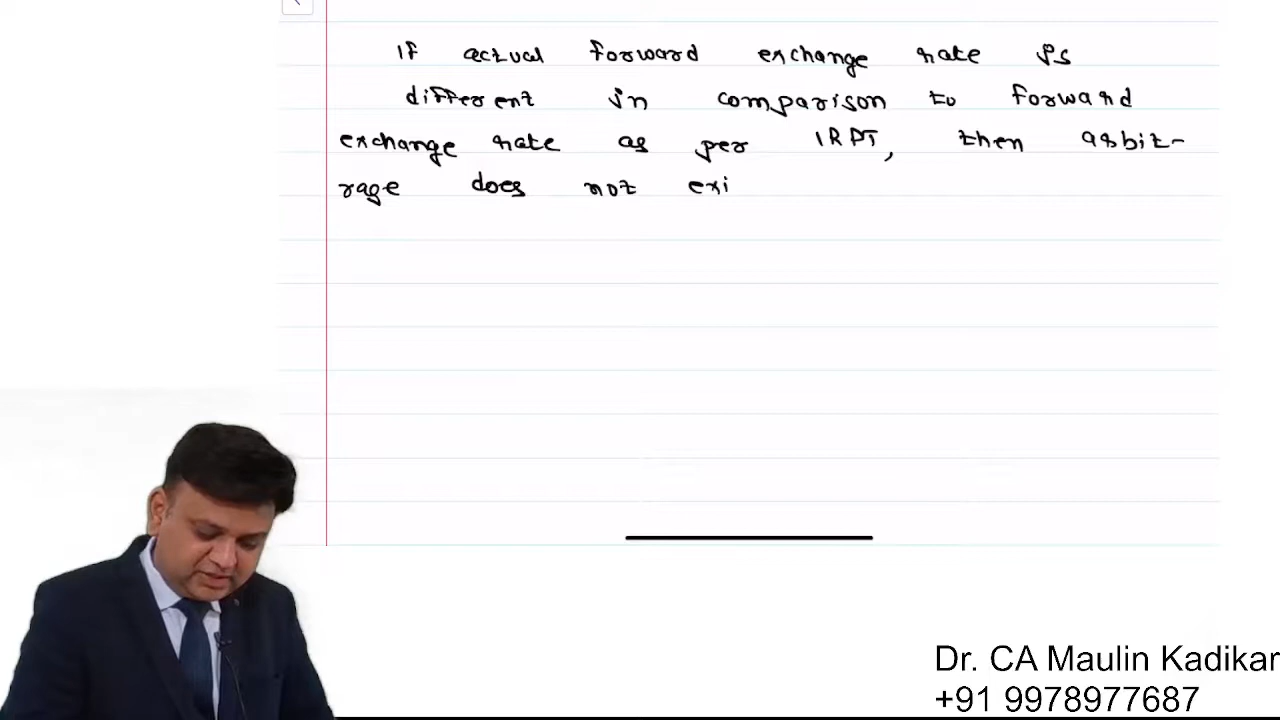 If actual forward exchange rate is
different in comparison to forward
exchange rate as per IRPT, then arbit-
rage does not exi
Dr. CA Maulin Kadikar
+91 9978977687